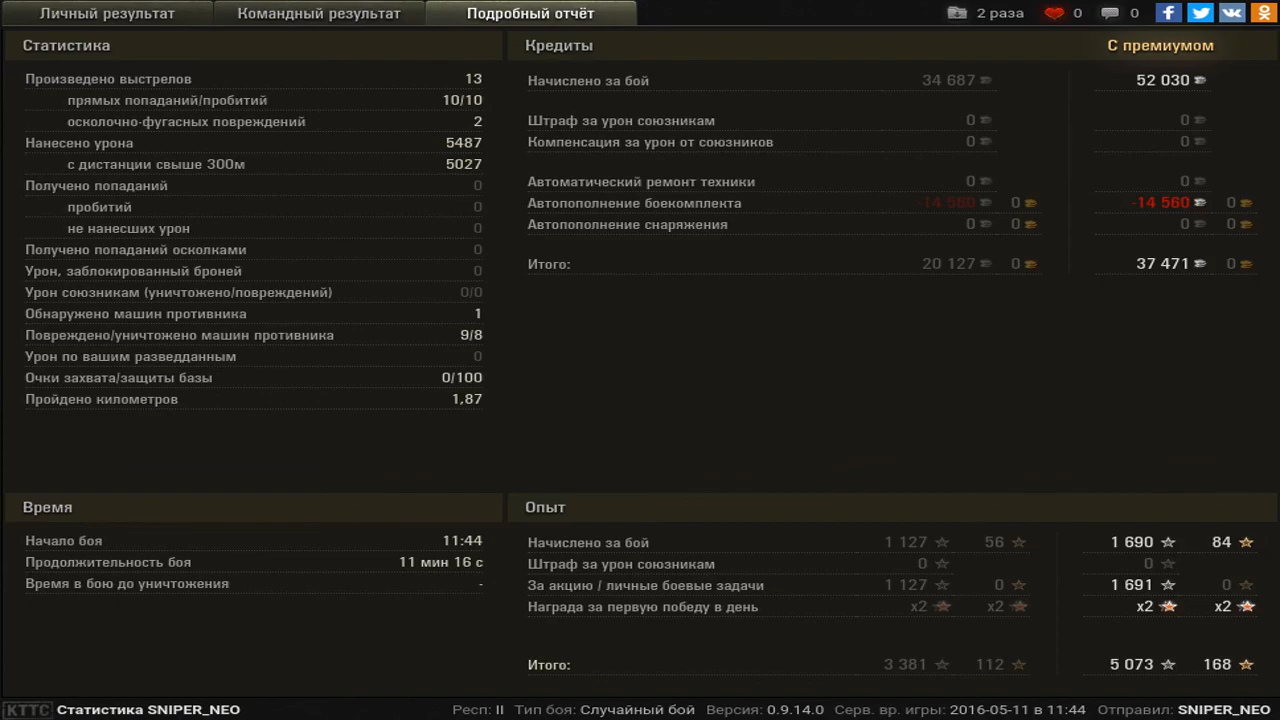 Личный результат Командный результат Подробный отчёт 2 раза 0 0
Статистика
Произведено выстрелов 13
прямых попаданий/пробитий 10/10
осколочно-фугасных повреждений 2
Нанесено урона 5487
с дистанции свыше 300м 5027
Получено попаданий 0
пробитий 0
не нанесших урон 0
Получено попаданий осколками 0
Урон, заблокированный броней 0
Урон союзникам (уничтожено/повреждений) 0/0
Обнаружено машин противника 1
Повреждено/уничтожено машин противника 9/8
Урон по вашим разведданным 0
Очки захвата/защиты базы 0/100
Пройдено километров 1,87
Кредиты С премиумом
Начислено за бой 34 687 52 030
Штраф за урон союзникам 0 0
Компенсация за урон от союзников 0 0
Автоматический ремонт техники 0 0
Автопополнение боекомплекта -14 560 0 -14 560 0
Автопополнение снаряжения 0 0 0 0
Итого: 20 127 0 37 471 0
Время
Начало боя 11:44
Продолжительность боя 11 мин 16 с
Время в бою до уничтожения -
Опыт
Начислено за бой 1 127 56 1 690 84
Штраф за урон союзникам 0 0
За акцию / личные боевые задачи 1 127 0 1 691 0
Награда за первую победу в день x2 x2 x2 x2
Итого: 3 381 112 5 073 168
КТТС Статистика SNIPER_NEO Респ: II Тип боя: Случайный бой Версия: 0.9.14.0 Серв. вр. игры: 2016-05-11 в 11:44 Отправил: SNIPER_NEO